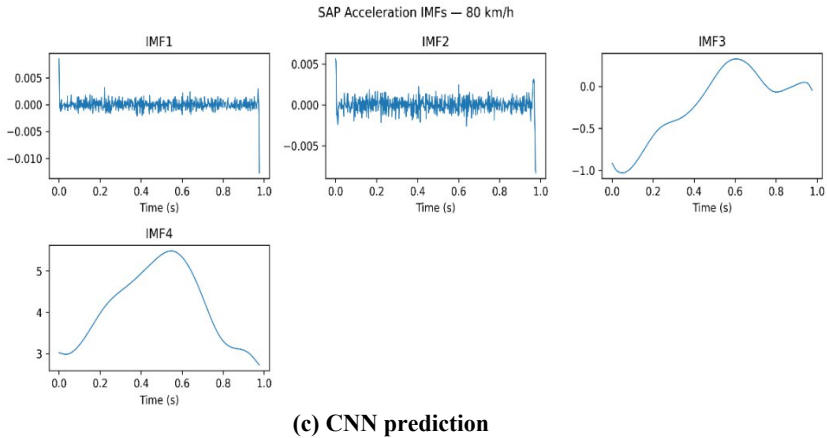 SAP Acceleration IMFs — 80 km/h
IMF1
0.005
0.000
−0.005
−0.010
0.0 0.2 0.4 0.6 0.8 1.0
Time (s)
IMF2
0.005
0.000
−0.005
0.0 0.2 0.4 0.6 0.8 1.0
Time (s)
IMF3
0.0
−0.5
−1.0
0.0 0.2 0.4 0.6 0.8 1.0
Time (s)
IMF4
5
4
3
0.0 0.2 0.4 0.6 0.8 1.0
Time (s)
(c) CNN prediction